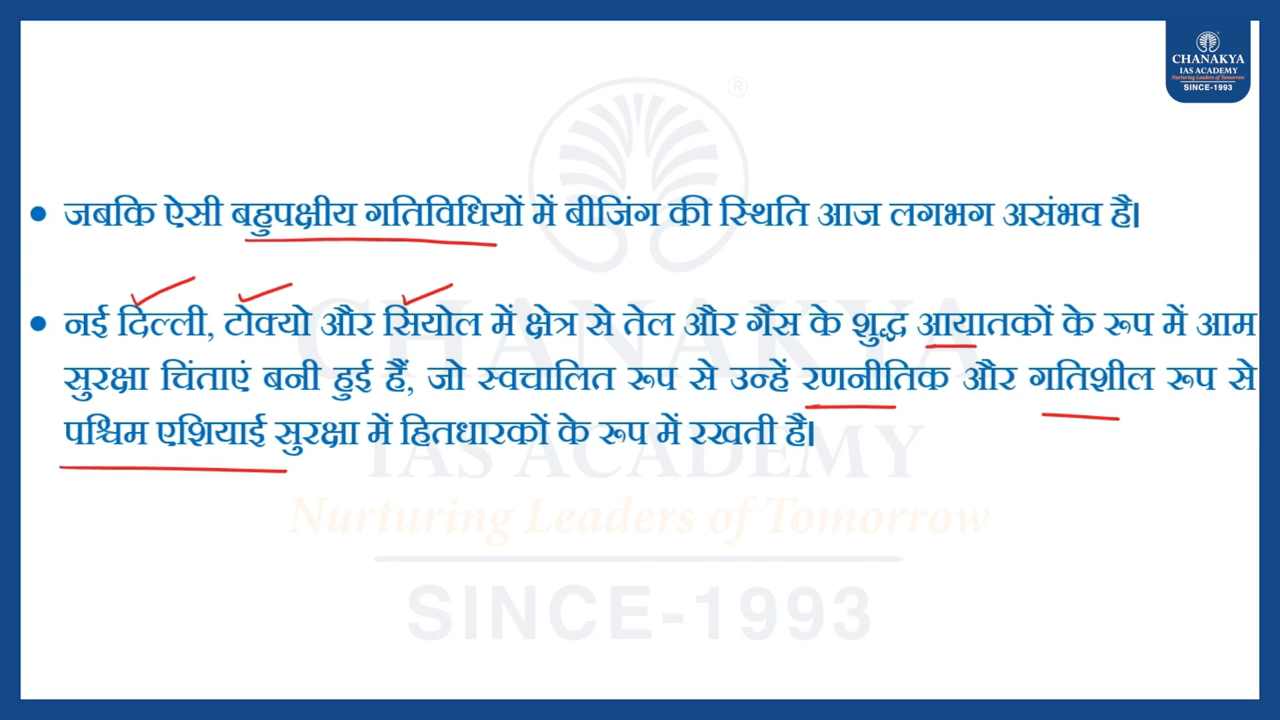 CHANAKYA
IAS ACADEMY
Nurturing Leaders of Tomorrow
SINCE-1993
®
• जबकि ऐसी बहुपक्षीय गतिविधियों में बीजिंग की स्थिति आज लगभग असंभव है।
• नई दिल्ली, टोक्यो और सियोल में क्षेत्र से तेल और गैस के शुद्ध आयातकों के रूप में आम
सुरक्षा चिंताएं बनी हुई हैं, जो स्वचालित रूप से उन्हें रणनीतिक और गतिशील रूप से
पश्चिम एशियाई सुरक्षा में हितधारकों के रूप में रखती है।
CHANAKYA
IAS ACADEMY
Nurturing Leaders of Tomorrow
SINCE-1993